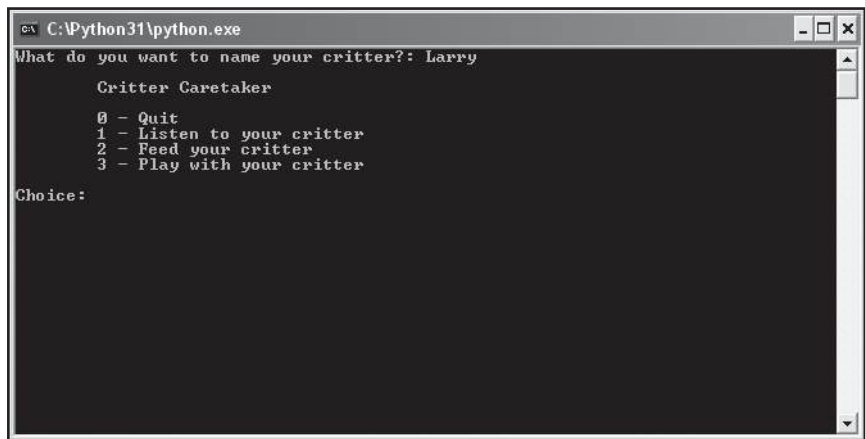 C:\Python31\python.exe
What do you want to name your critter?: Larry
Critter Caretaker
0 - Quit
1 - Listen to your critter
2 - Feed your critter
3 - Play with your critter
Choice: